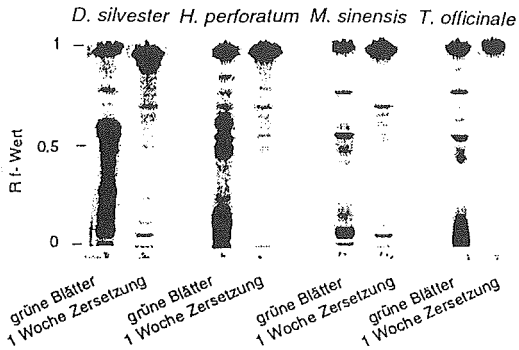 D. silvester H. perforatum M. sinensis T. officinale
1
0,5
0
Rf-Wert
grüne Blätter
1 Woche Zersetzung
grüne Blätter
1 Woche Zersetzung
grüne Blätter
1 Woche Zersetzung
grüne Blätter
1 Woche Zersetzung